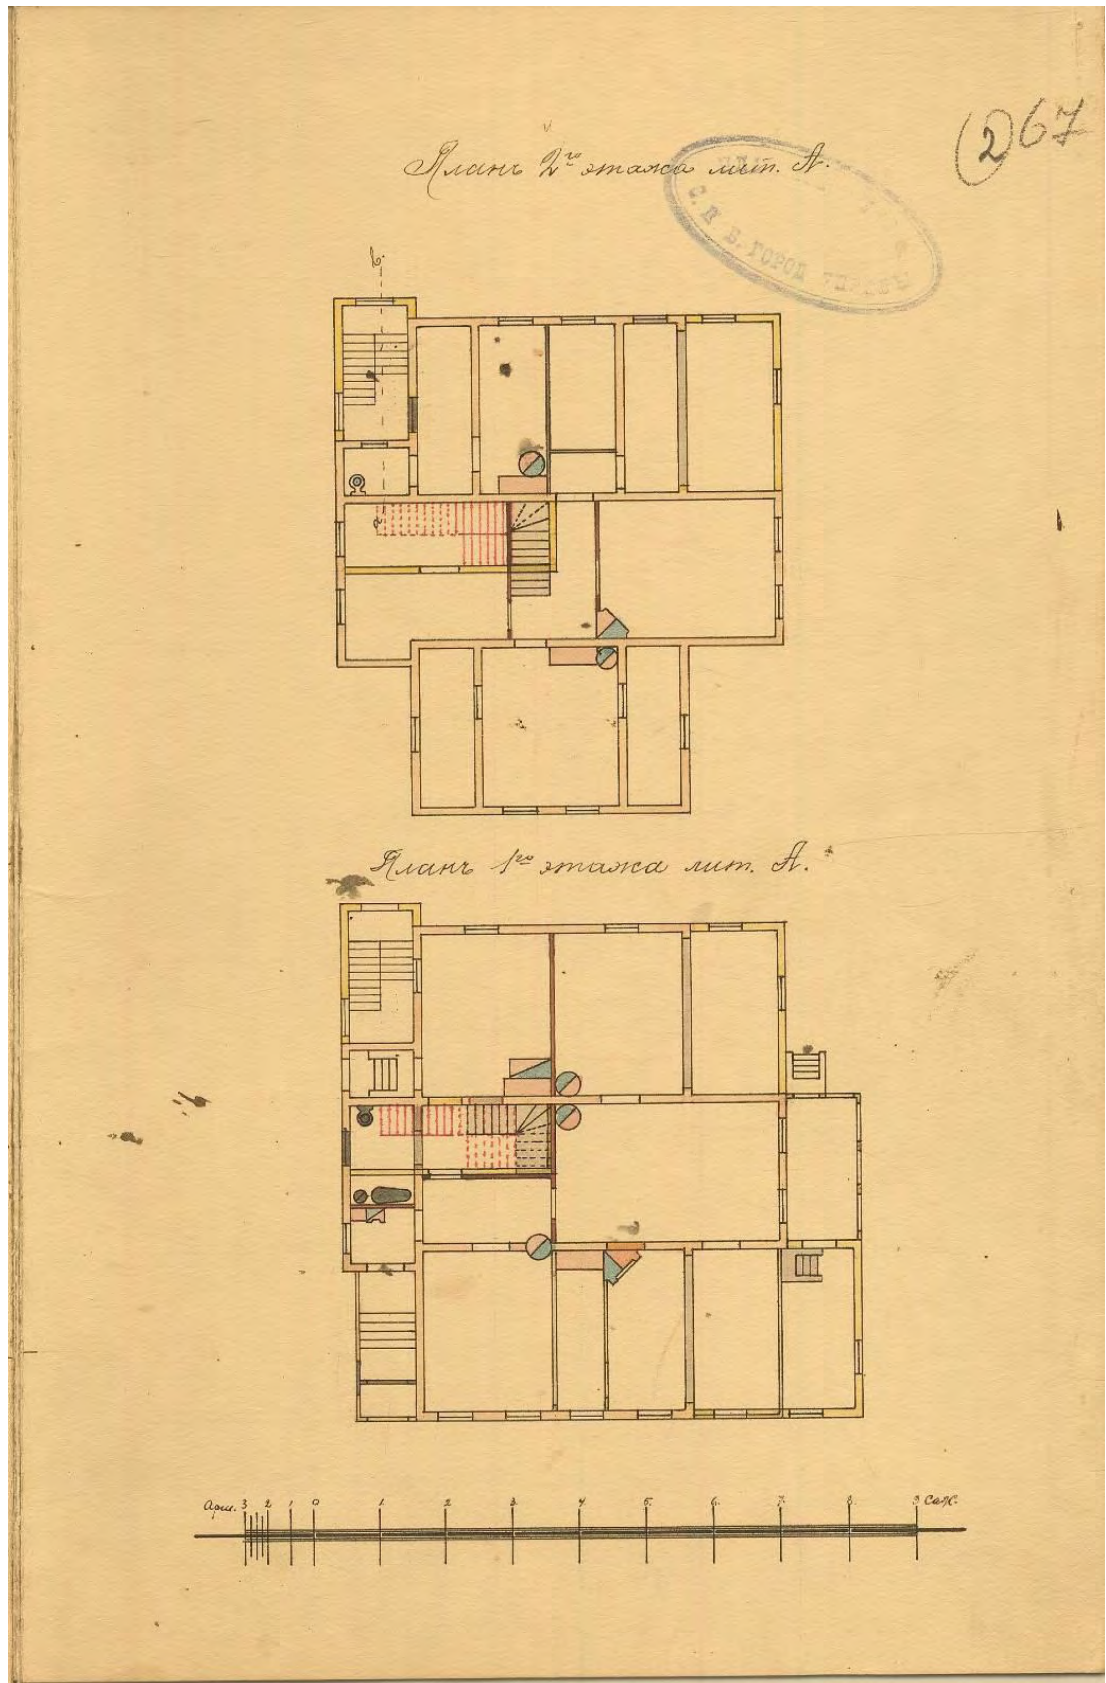 (2) 67
Планъ 2го этажа лит. А.
С. П. Б. ГОРОД
b.
a
Планъ 1го этажа лит. А.
Арш. 3 2 1 0 1 2 3 4 5. 6. 7. 8. 9 Саж.